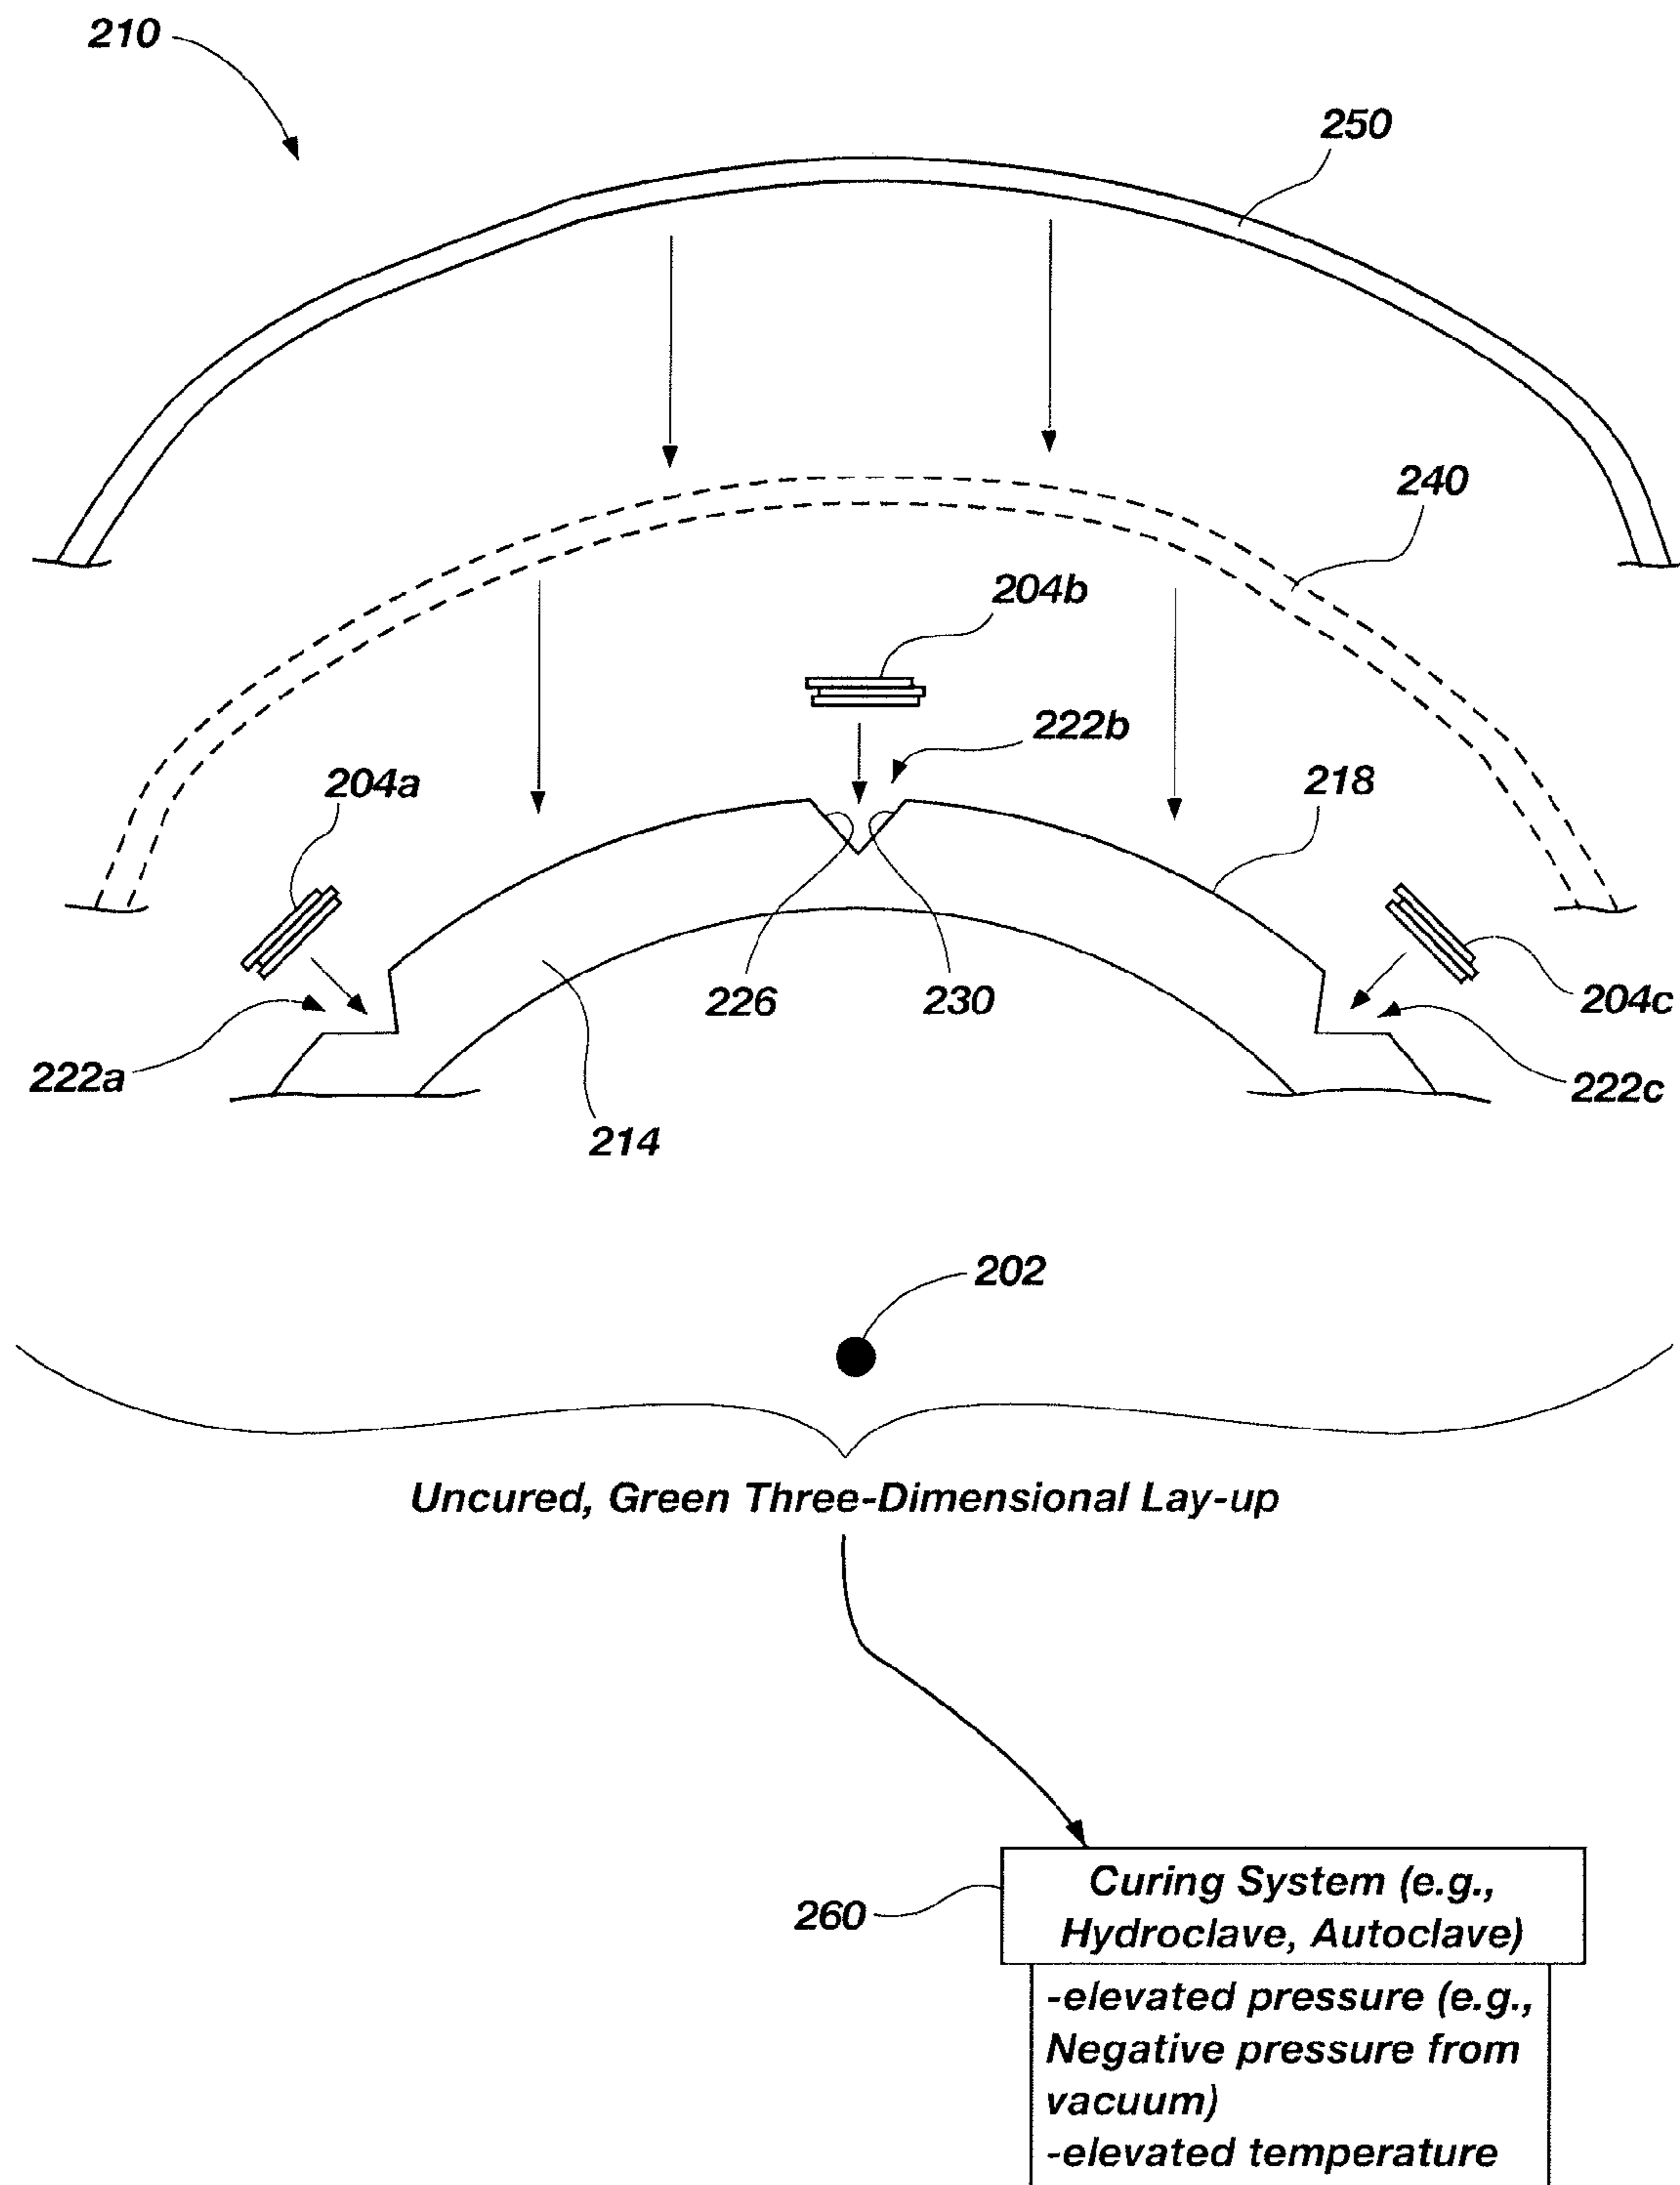 210
250
240
204b
222b
204a
218
226
230
204c
222a
222c
214
202
Uncured, Green Three-Dimensional Lay-up
260
Curing System (e.g.,
Hydroclave, Autoclave)
-elevated pressure (e.g.,
Negative pressure from
vacuum)
-elevated temperature